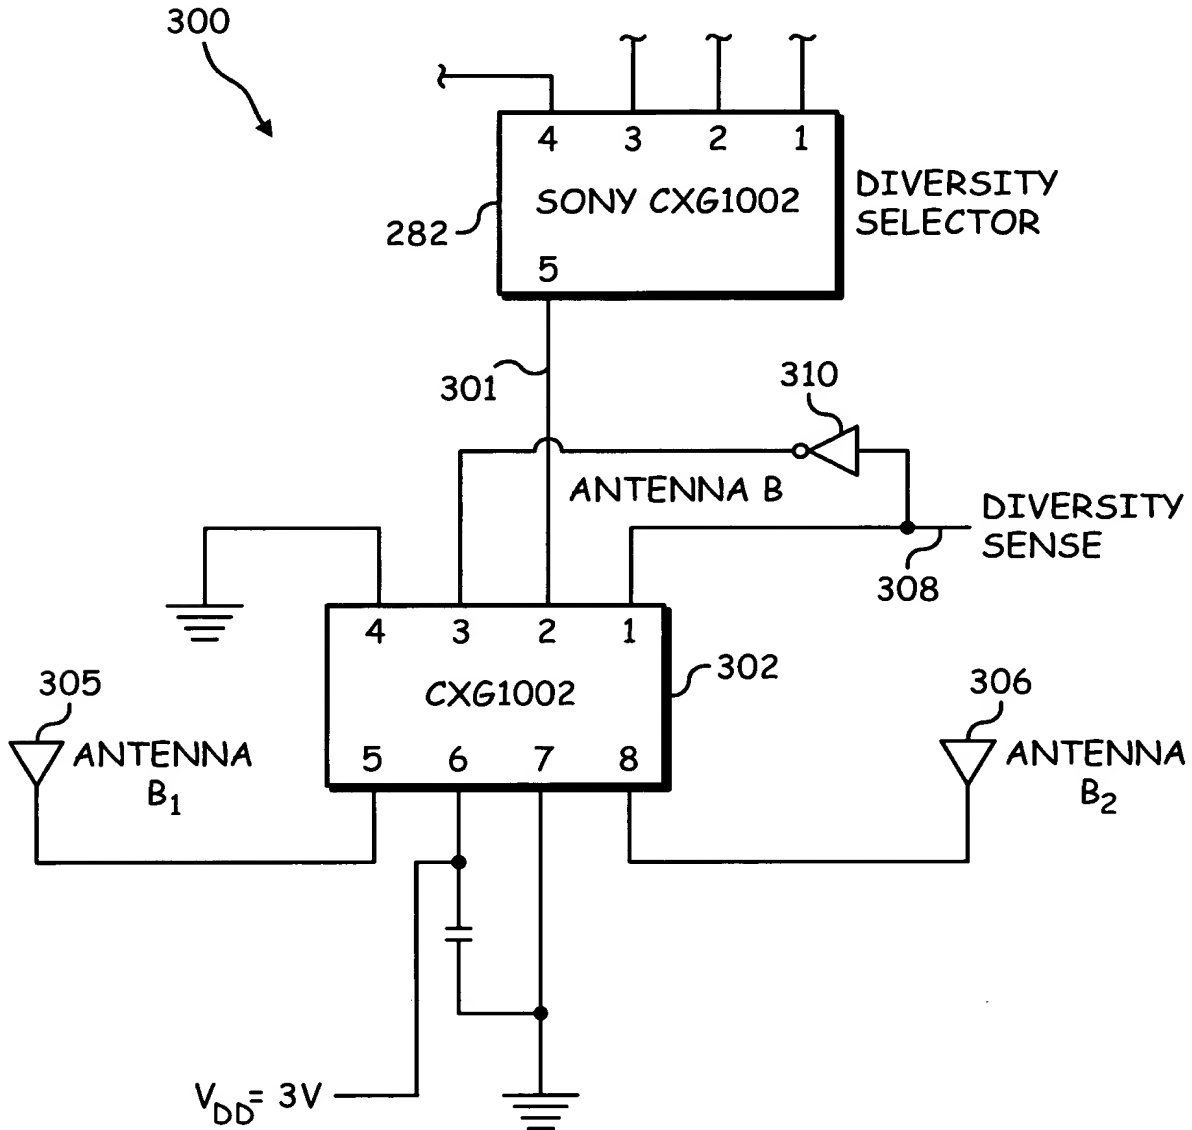 300
4 3 2 1
SONY CXG1002
5
282
DIVERSITY
SELECTOR
301
310
ANTENNA B
DIVERSITY
SENSE
308
4 3 2 1
CXG1002
5 6 7 8
302
305
ANTENNA
B1
306
ANTENNA
B2
VDD= 3V